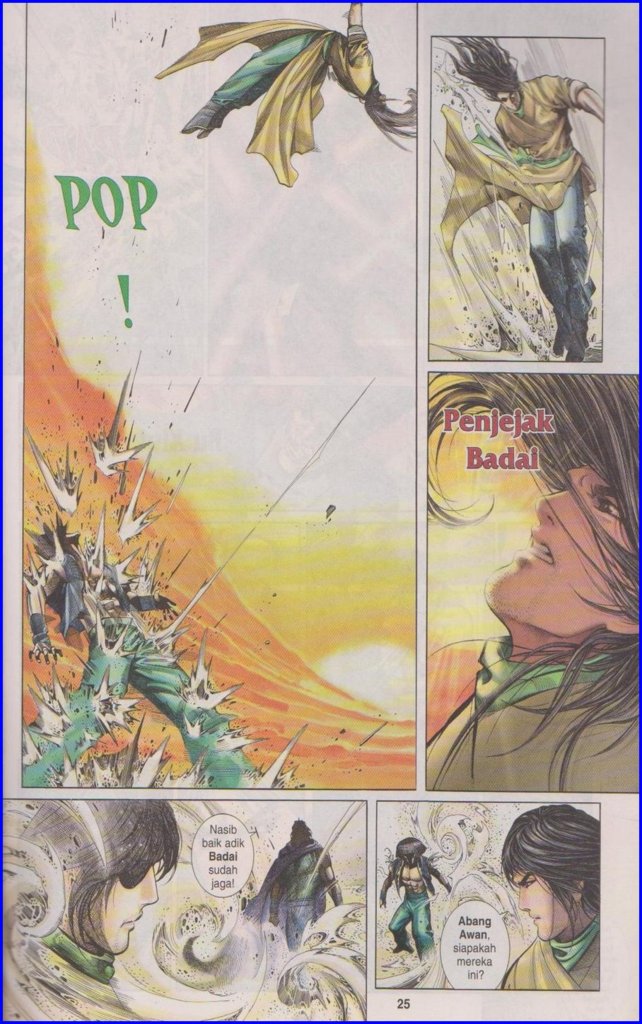 POP
!
Penjejak
Badai
Nasib
baik adik
Badai
sudah
jaga!
Abang
Awan,
siapakah
mereka
ini?
25